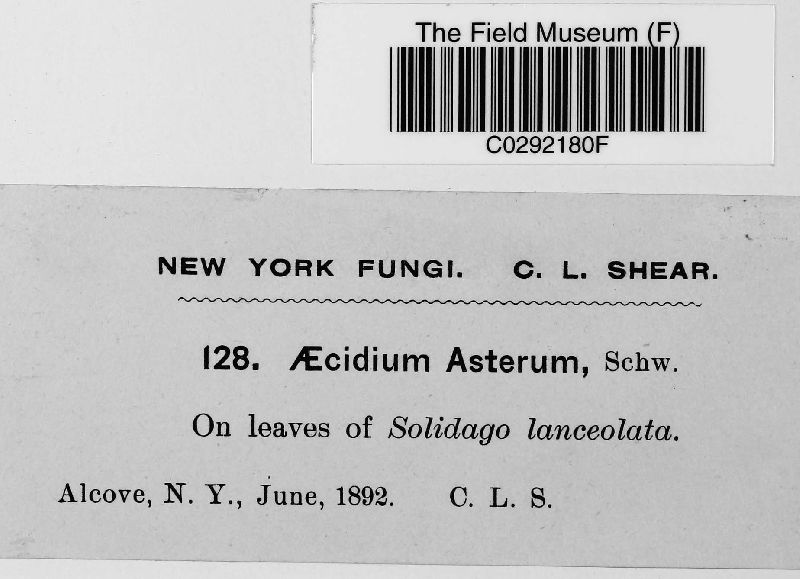 The Field Museum (F)
C0292180F
NEW YORK FUNGI. C. L. SHEAR.
128. Æcidium Asterum, Schw.
On leaves of Solidago lanceolata.
Alcove, N. Y., June, 1892. C. L. S.